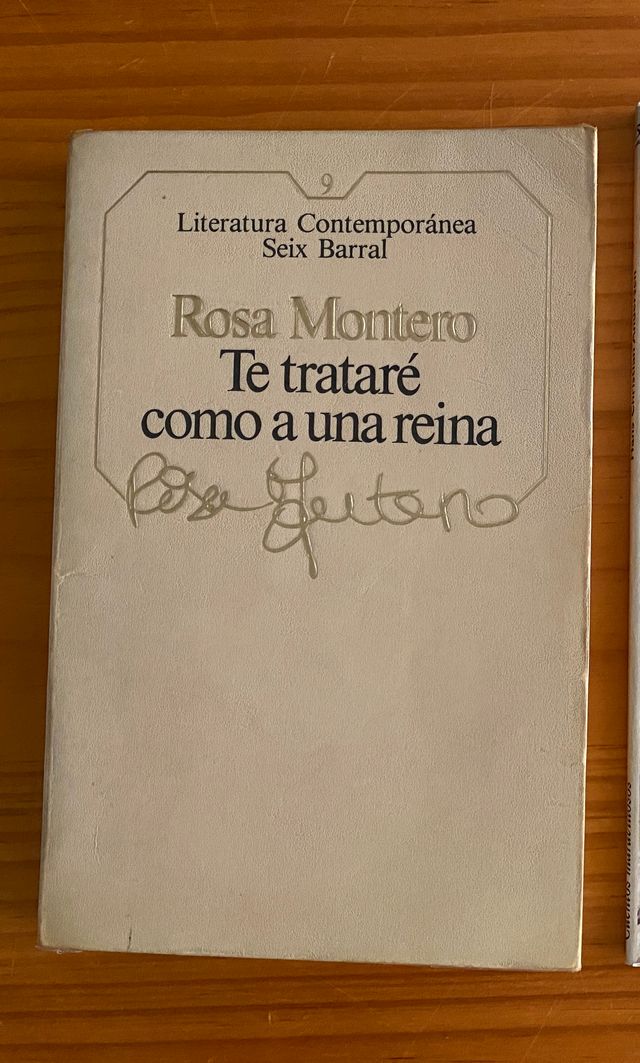 9
Literatura Contemporánea
Seix Barral
Rosa Montero
Te trataré
como a una reina
Rosa Montero